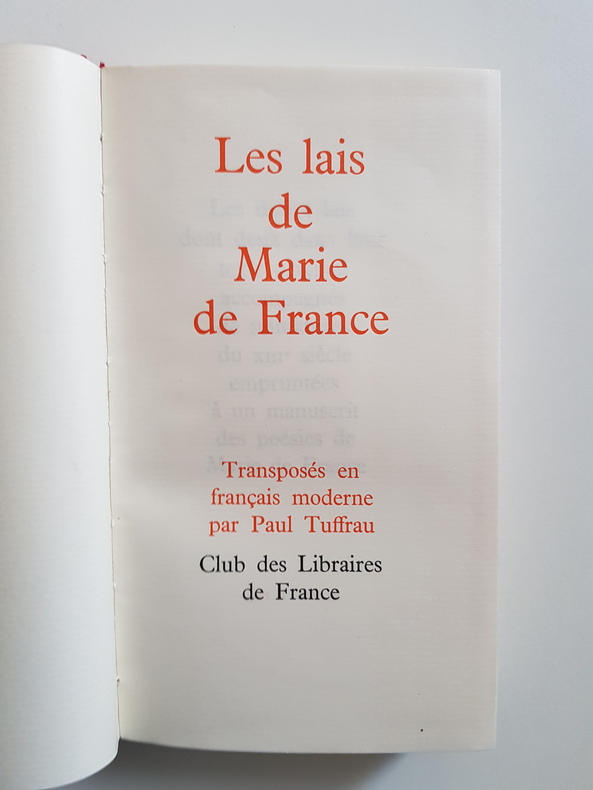 Les lais
de
Marie
de France
Transposés en
français moderne
par Paul Tuffrau
Club des Libraires
de France